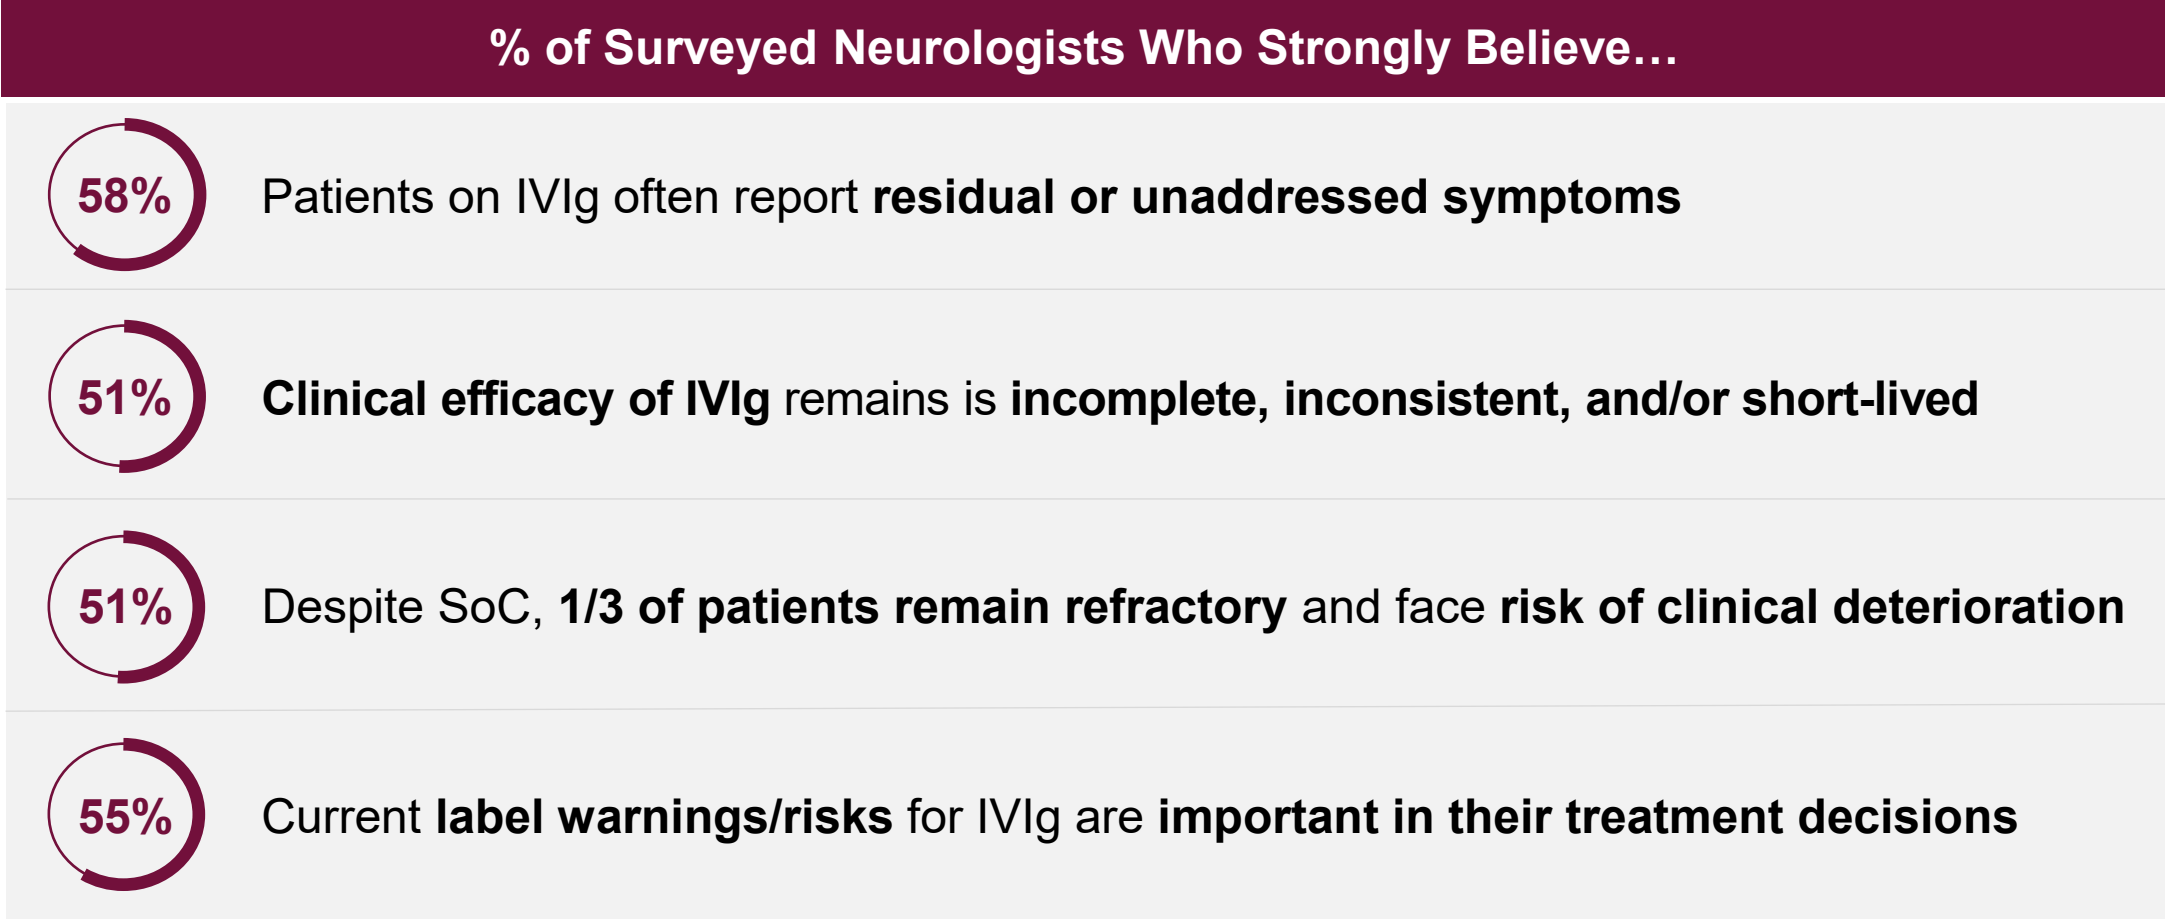 % of Surveyed Neurologists Who Strongly Believe…
58%
Patients on IVIg often report residual or unaddressed symptoms
51%
Clinical efficacy of IVIg remains is incomplete, inconsistent, and/or short-lived
51%
Despite SoC, 1/3 of patients remain refractory and face risk of clinical deterioration
55%
Current label warnings/risks for IVIg are important in their treatment decisions